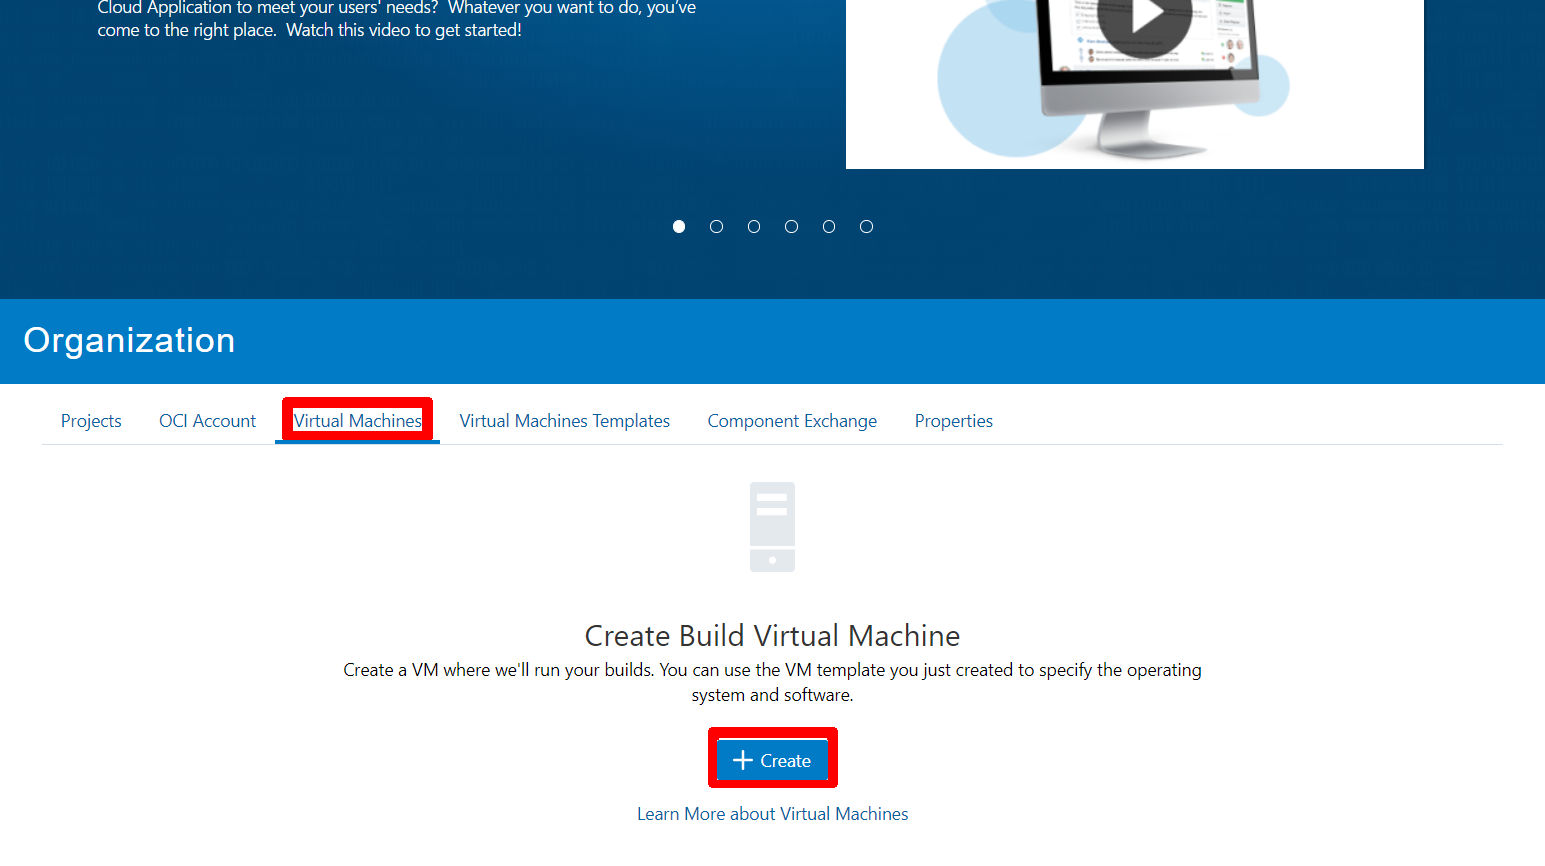 Cloud Application to meet your users' needs?  Whatever you want to do, you've
come to the right place.  Watch this video to get started!
Organization
Projects
OCI Account
Virtual Machines
Virtual Machines Templates
Component Exchange
Properties
Create Build Virtual Machine
Create a VM where we'll run your builds. You can use the VM template you just created to specify the operating
system and software.
Create
Learn More about Virtual Machines